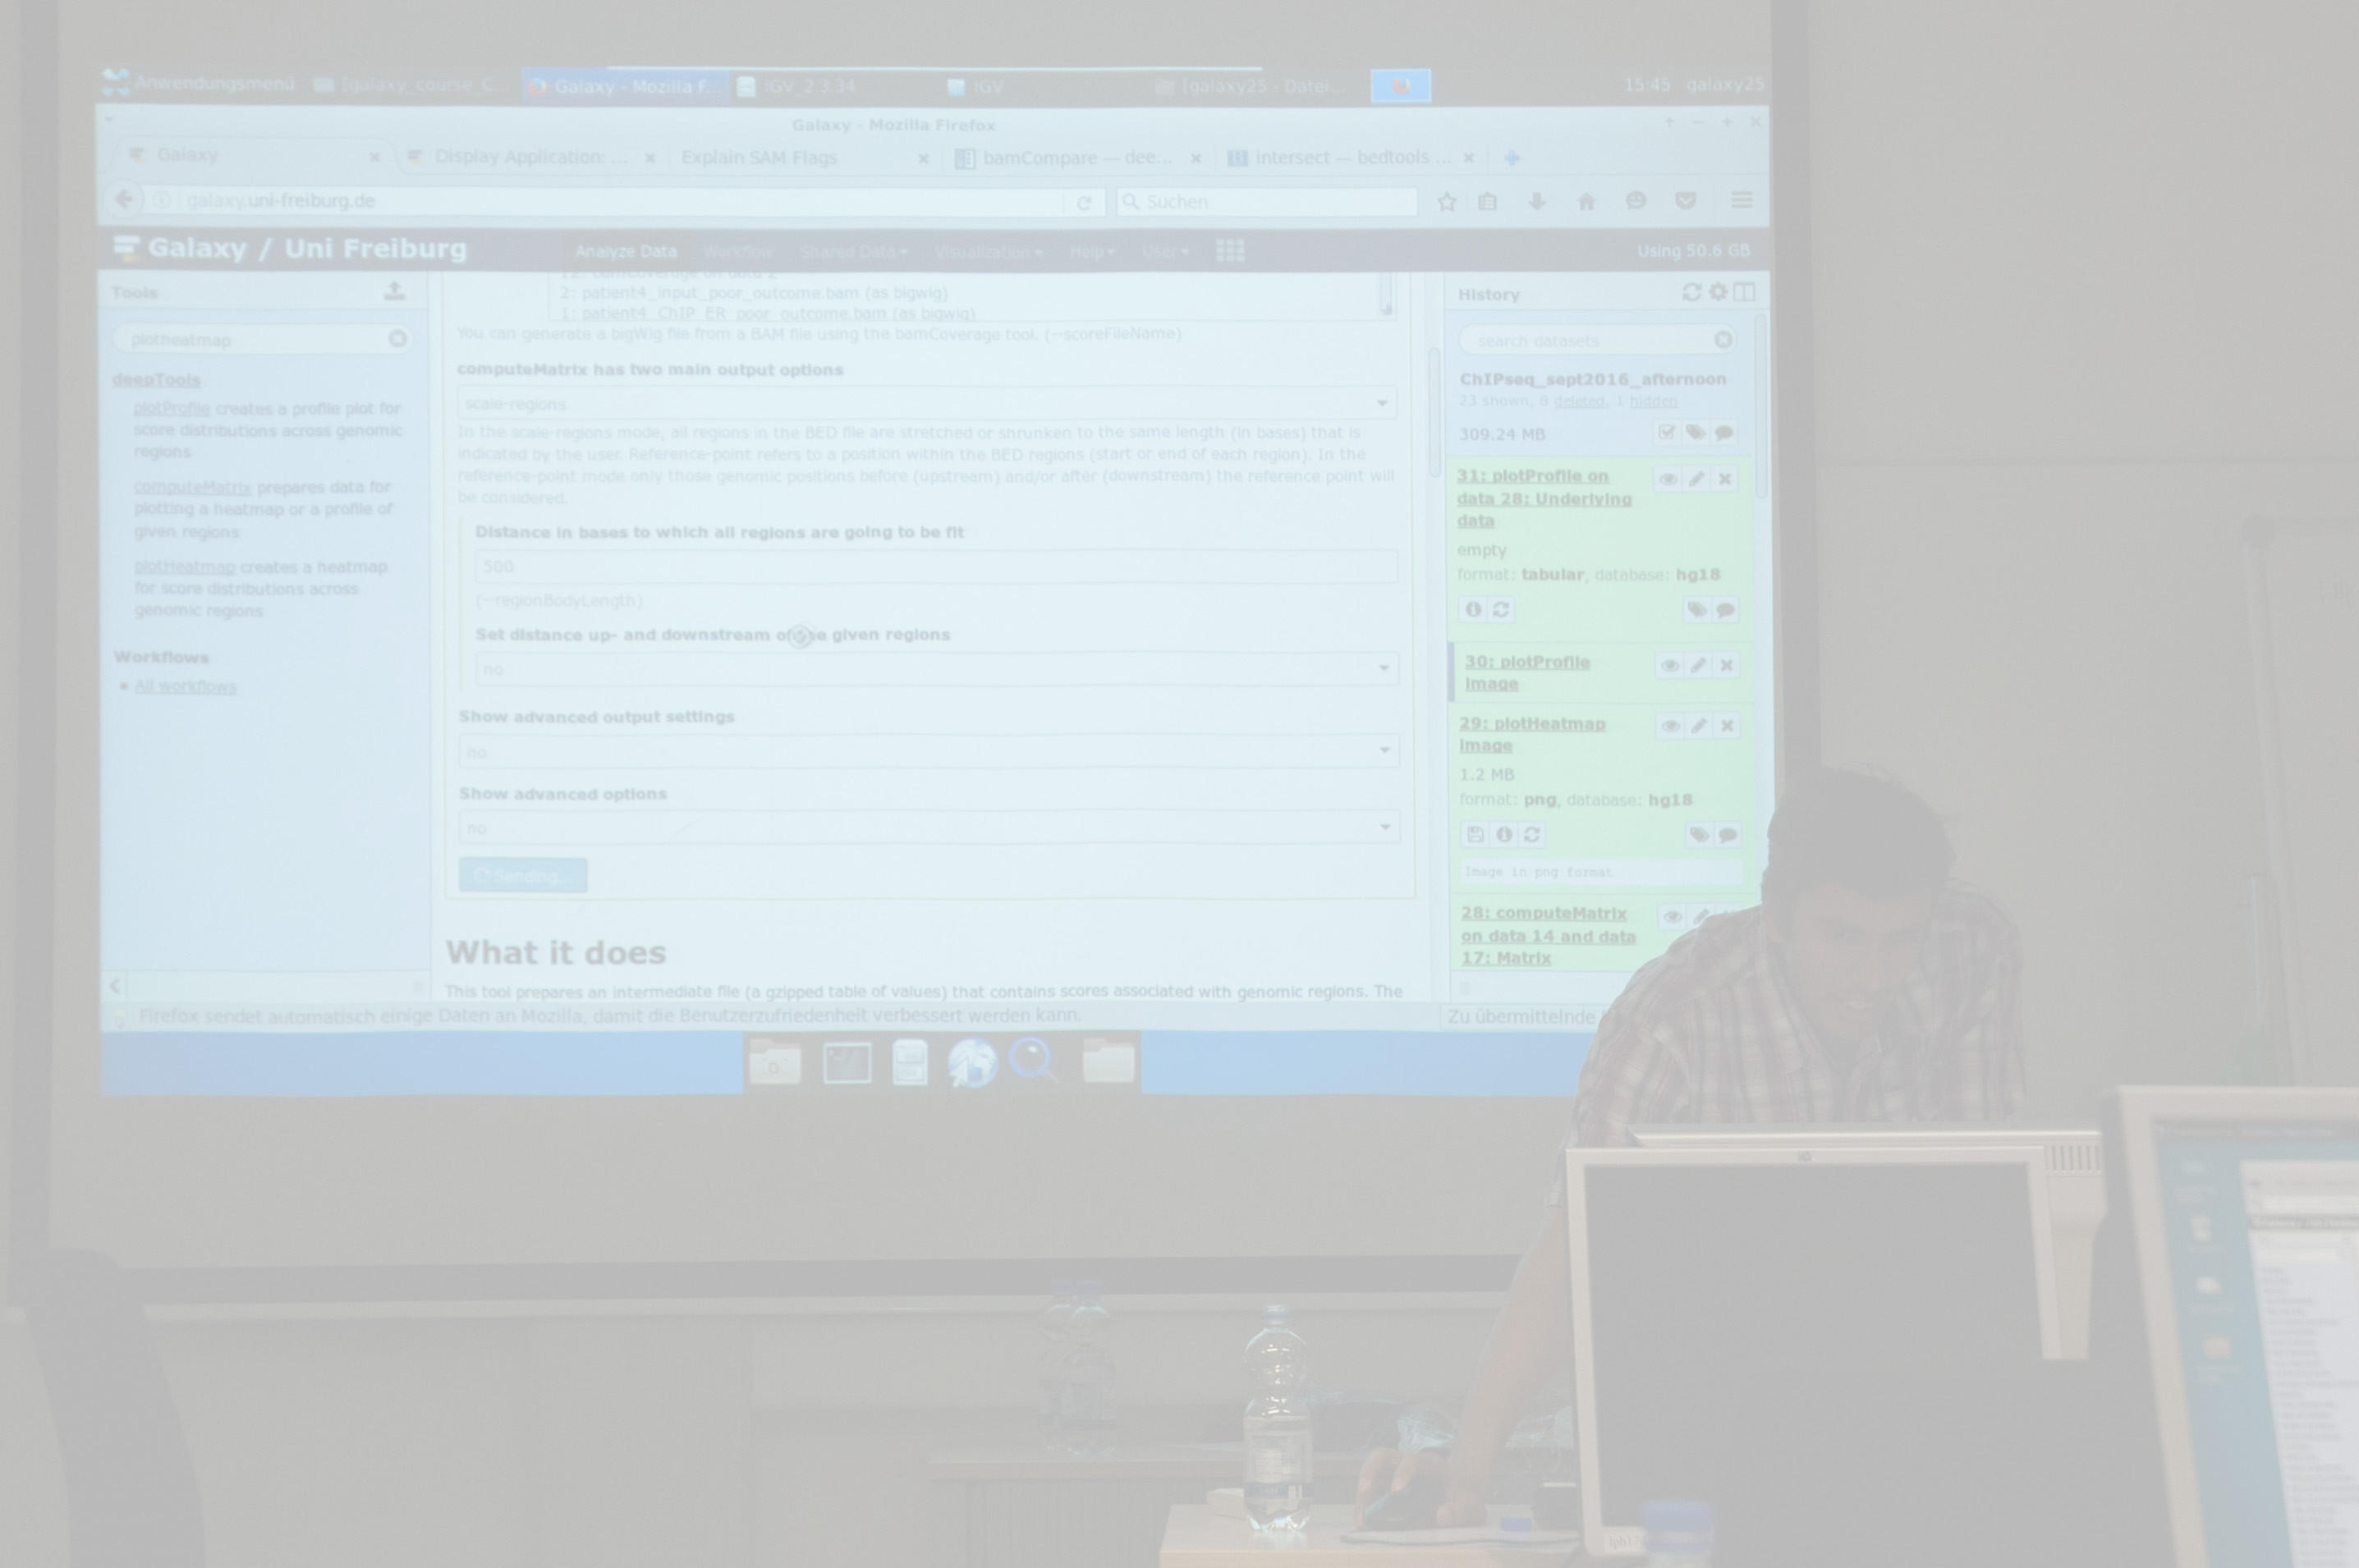 Anwendungsmenü [galaxy_course_C... Galaxy - Mozilla F... IGV_2.3.34 IGV [galaxy25 - Datei... 15:45 galaxy25
Galaxy - Mozilla Firefox
Galaxy Display Application: ... Explain SAM Flags bamCompare — dee... intersect — bedtools ...
galaxy.uni-freiburg.de Suchen
Galaxy / Uni Freiburg Analyze Data Workflow Shared Data Visualization Help User Using 50.6 GB
Tools
plotheatmap
deepTools
plotProfile creates a profile plot for
score distributions across genomic
regions
computeMatrix prepares data for
plotting a heatmap or a profile of
given regions
plotHeatmap creates a heatmap
for score distributions across
genomic regions
Workflows
All workflows
12: bamCoverage on data 2
2: patient4_input_poor_outcome.bam (as bigwig)
1: patient4_ChIP_ER_poor_outcome.bam (as bigwig)
You can generate a bigWig file from a BAM file using the bamCoverage tool. (--scoreFileName)
computeMatrix has two main output options
scale-regions
In the scale-regions mode, all regions in the BED file are stretched or shrunken to the same length (in bases) that is
indicated by the user. Reference-point refers to a position within the BED regions (start or end of each region). In the
reference-point mode only those genomic positions before (upstream) and/or after (downstream) the reference point will
be considered.
Distance in bases to which all regions are going to be fit
500
(--regionBodyLength)
Set distance up- and downstream of given regions
no
Show advanced output settings
no
Show advanced options
no
Sending...
What it does
This tool prepares an intermediate file (a gzipped table of values) that contains scores associated with genomic regions. The
History
search datasets
ChIPseq_sept2016_afternoon
23 shown, 8 deleted, 1 hidden
309.24 MB
31: plotProfile on
data 28: Underlying
data
empty
format: tabular, database: hg18
30: plotProfile
image
29: plotHeatmap
image
1.2 MB
format: png, database: hg18
Image in png format
28: computeMatrix
on data 14 and data
17: Matrix
Firefox sendet automatisch einige Daten an Mozilla, damit die Benutzerzufriedenheit verbessert werden kann. Zu übermittelnde